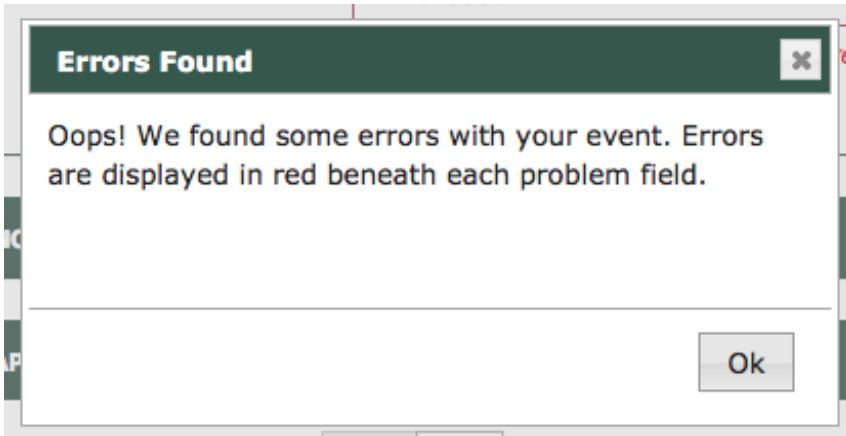 Errors Found
Oops! We found some errors with your event. Errors
are displayed in red beneath each problem field.
Ok